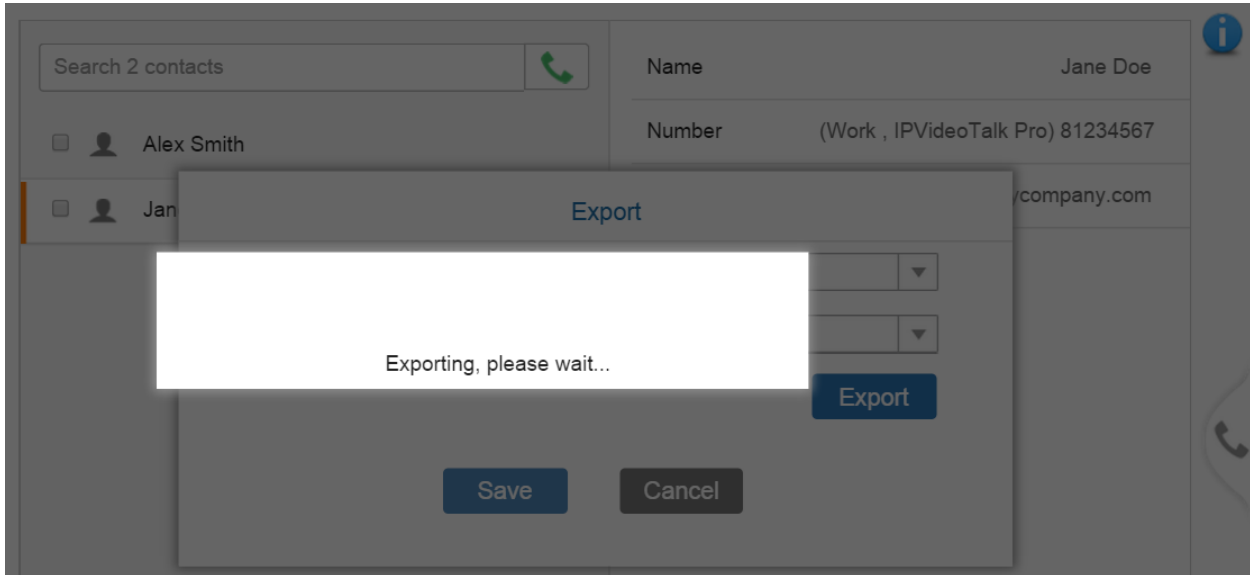 Search 2 contacts
Name Jane Doe
Alex Smith
Number (Work , IPVideoTalk Pro) 81234567
Jan
ycompany.com
Export
Exporting, please wait...
Export
Save Cancel